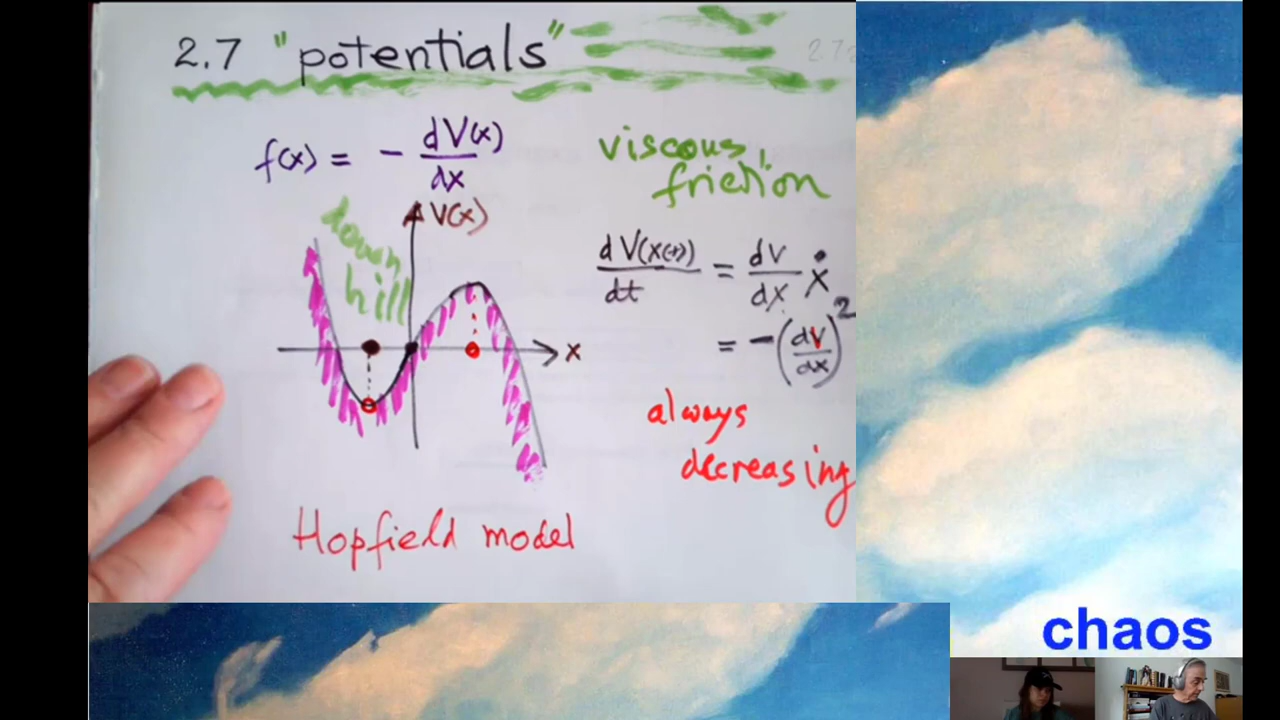 2.7 "potentials"
f(x) = - dV(x)/dx
viscous
friction
V(x)
down
hill
dV(x(t))/dt = dV/dx ẋ
= -(dV/dx)²
x
always
decreasing
Hopfield model
chaos